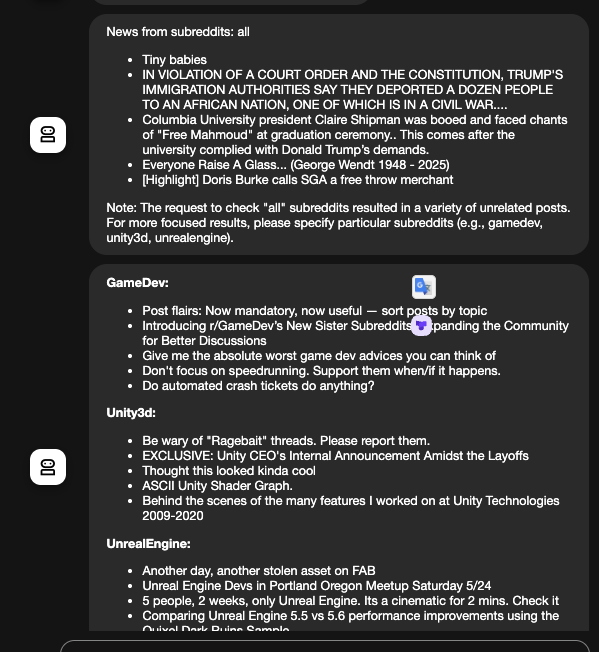 News from subreddits: all
• Tiny babies
• IN VIOLATION OF A COURT ORDER AND THE CONSTITUTION, TRUMP'S
IMMIGRATION AUTHORITIES SAY THEY DEPORTED A DOZEN PEOPLE
TO AN AFRICAN NATION, ONE OF WHICH IS IN A CIVIL WAR....
• Columbia University president Claire Shipman was booed and faced chants
of "Free Mahmoud" at graduation ceremony.. This comes after the
university complied with Donald Trump's demands.
• Everyone Raise A Glass... (George Wendt 1948 - 2025)
• [Highlight] Doris Burke calls SGA a free throw merchant
Note: The request to check "all" subreddits resulted in a variety of unrelated posts.
For more focused results, please specify particular subreddits (e.g., gamedev,
unity3d, unrealengine).
GameDev:
• Post flairs: Now mandatory, now useful — sort posts by topic
• Introducing r/GameDev's New Sister Subreddits panding the Community
for Better Discussions
• Give me the absolute worst game dev advices you can think of
• Don't focus on speedrunning. Support them when/if it happens.
• Do automated crash tickets do anything?
Unity3d:
• Be wary of "Ragebait" threads. Please report them.
• EXCLUSIVE: Unity CEO's Internal Announcement Amidst the Layoffs
• Thought this looked kinda cool
• ASCII Unity Shader Graph.
• Behind the scenes of the many features I worked on at Unity Technologies
2009-2020
UnrealEngine:
• Another day, another stolen asset on FAB
• Unreal Engine Devs in Portland Oregon Meetup Saturday 5/24
• 5 people, 2 weeks, only Unreal Engine. Its a cinematic for 2 mins. Check it
• Comparing Unreal Engine 5.5 vs 5.6 performance improvements using the
Quixel Dark Ruins Sample